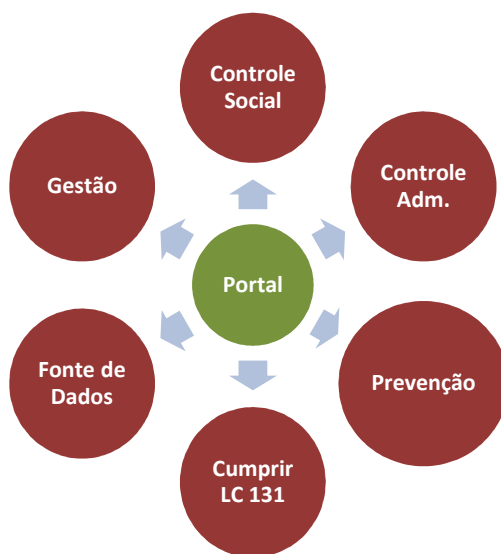 Controle
Social
Gestão
Controle
Adm.
Portal
Fonte de
Dados
Prevenção
Cumprir
LC 131